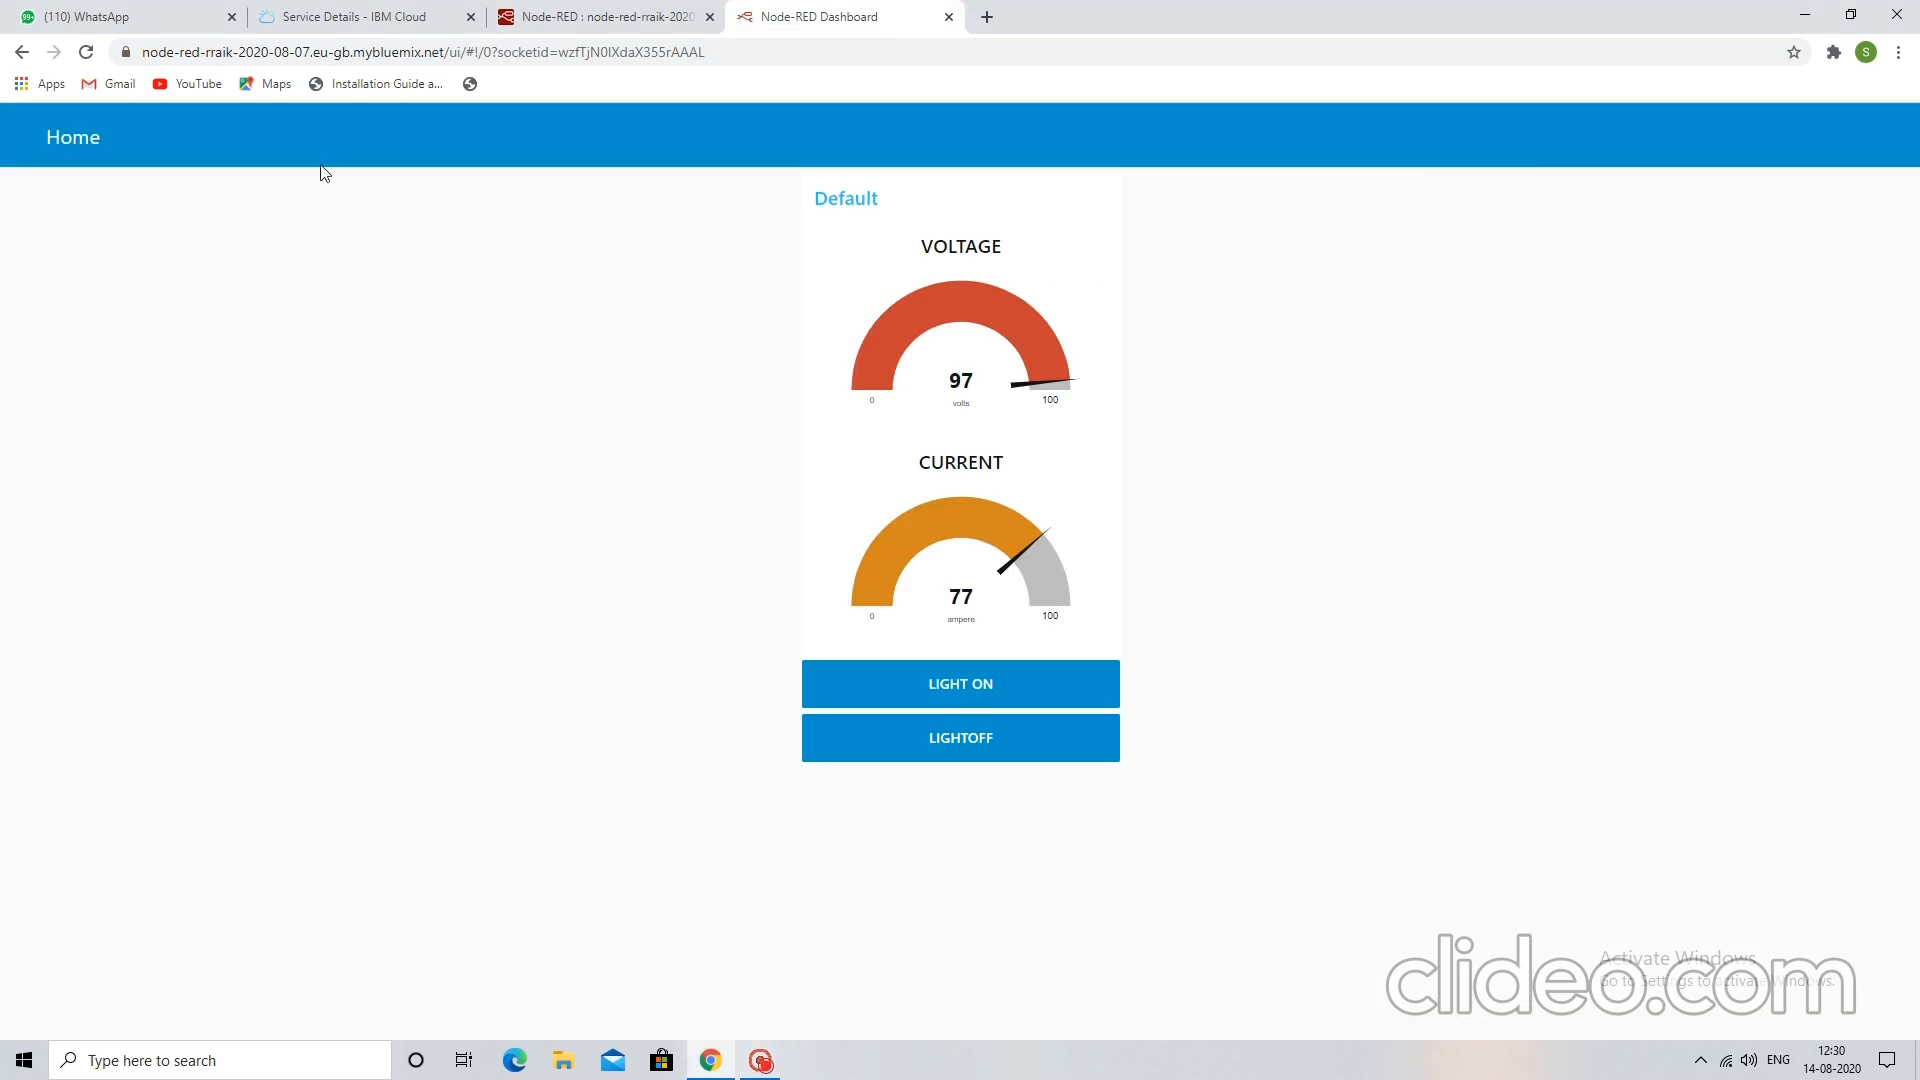 99+
(110) WhatsApp
Service Details - IBM Cloud
Node-RED : node-red-rraik-2020
Node-RED Dashboard
node-red-rraik-2020-08-07.eu-gb.mybluemix.net/ui/#!/0?socketid=wzfTjN0lXdaX355rAAAL
S
Apps
Gmail
YouTube
Maps
Installation Guide a...
Home
Default
VOLTAGE
97
0
volts
100
CURRENT
77
0
ampere
100
LIGHT ON
LIGHTOFF
Activate Windows
Go to Settings to activate Windows.
clideo.com
Type here to search
ENG
12:30
14-08-2020